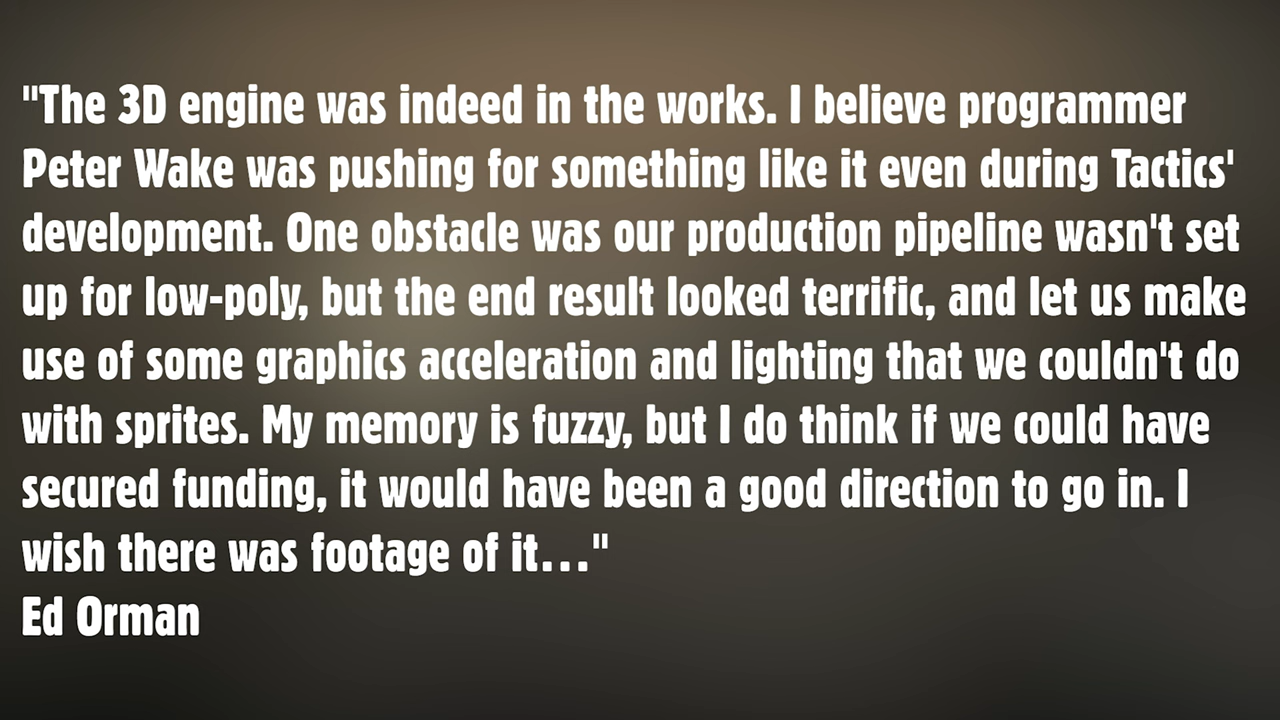 "The 3D engine was indeed in the works. I believe programmer
Peter Wake was pushing for something like it even during Tactics'
development. One obstacle was our production pipeline wasn't set
up for low-poly, but the end result looked terrific, and let us make
use of some graphics acceleration and lighting that we couldn't do
with sprites. My memory is fuzzy, but I do think if we could have
secured funding, it would have been a good direction to go in. I
wish there was footage of it..."
Ed Orman